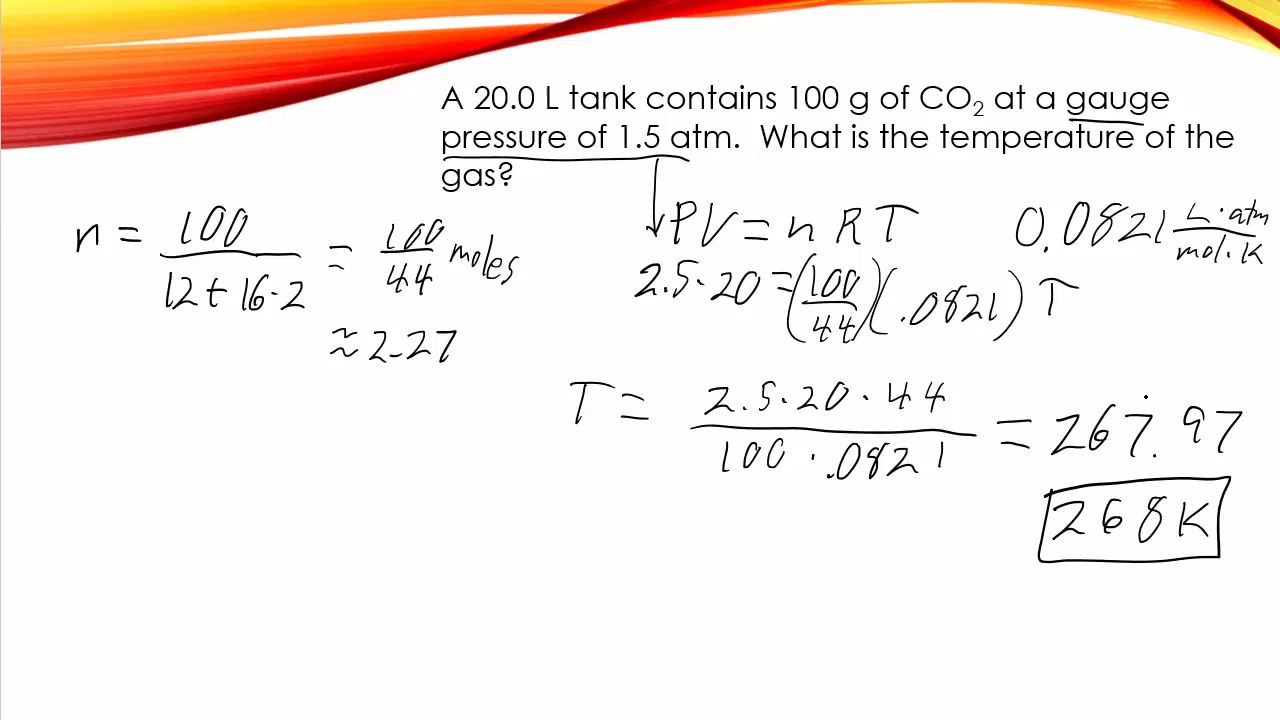 A 20.0 L tank contains 100 g of CO₂ at a gauge
pressure of 1.5 atm.  What is the temperature of the
gas?
n = 100 / (12 + 16 · 2) = 100 / 44 moles
≈ 2.27
PV = n R T
0.0821 L · atm / mol · K
2.5 · 20 = (100 / 44)(.0821) T
T = 2.5 · 20 · 44 / 100 · .0821 = 267.97
268 K